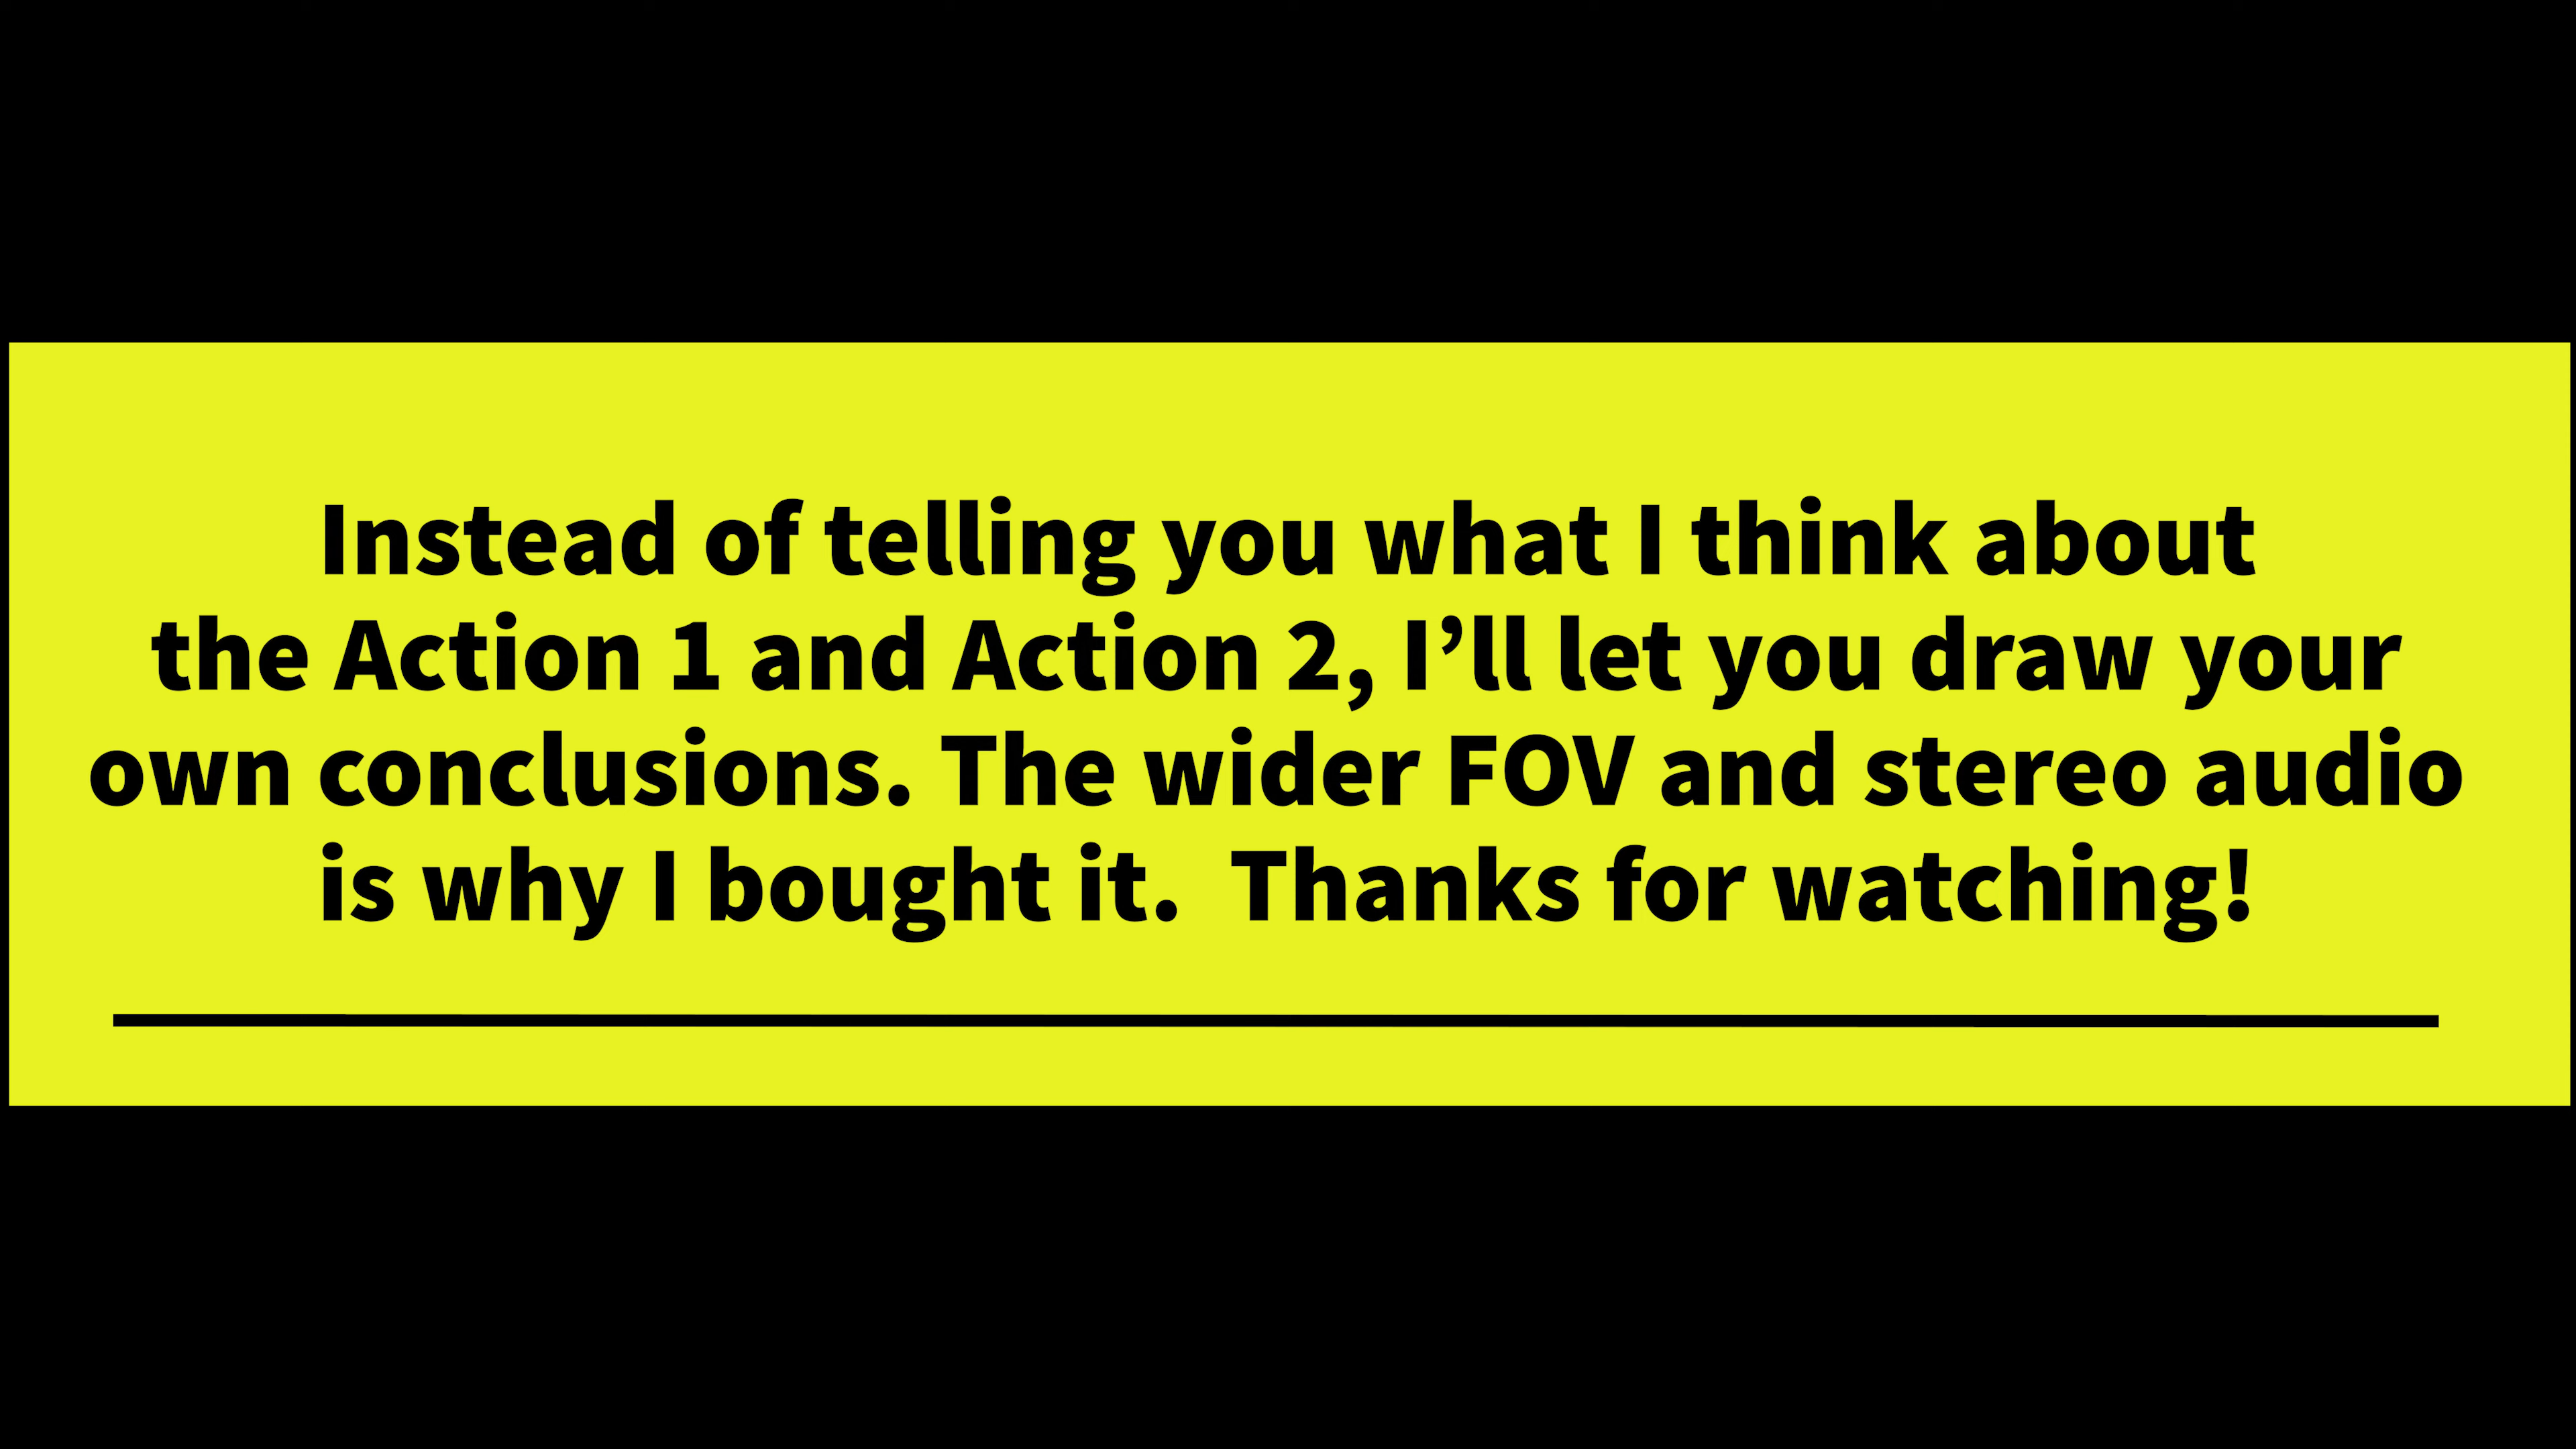 Instead of telling you what I think about
the Action 1 and Action 2, I’ll let you draw your
own conclusions. The wider FOV and stereo audio
is why I bought it.  Thanks for watching!